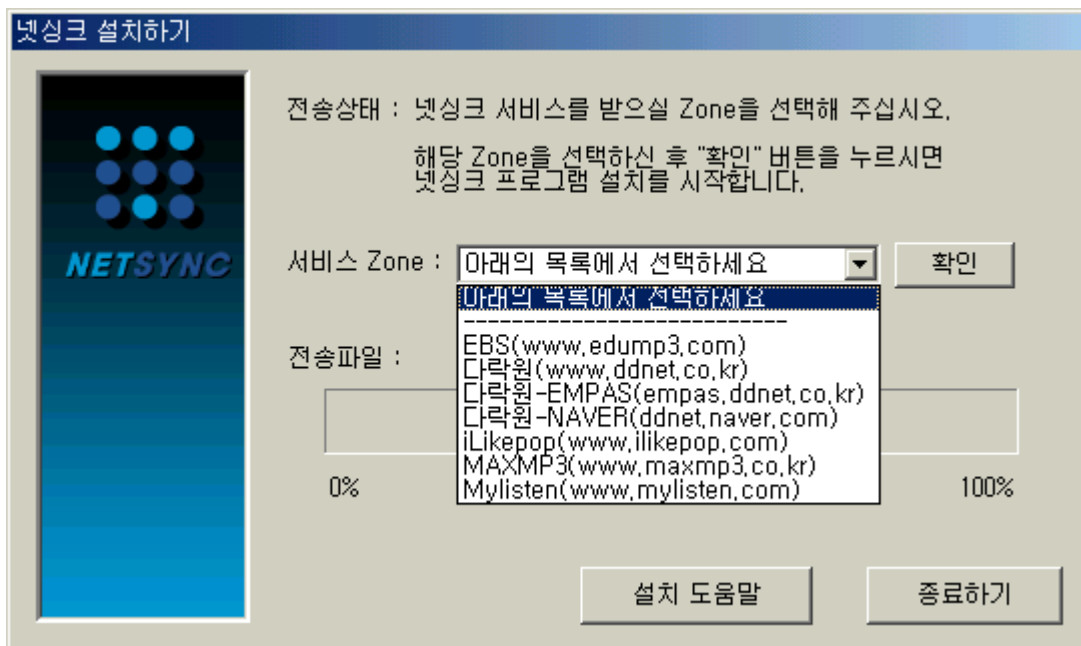 넷싱크 설치하기
전송상태 : 넷싱크 서비스를 받으실 Zone을 선택해 주십시오.
해당 Zone을 선택하신 후 "확인" 버튼을 누르시면
넷싱크 프로그램 설치를 시작합니다.
NETSYNC
서비스 Zone : 아래의 목록에서 선택하세요 확인
아래의 목록에서 선택하세요
---------------------------
EBS(www.edump3.com)
전송파일 :
다락원(www.ddnet.co.kr)
다락원-EMPAS(empas.ddnet.co.kr)
다락원-NAVER(ddnet.naver.com)
iLikepop(www.ilikepop.com)
MAXMP3(www.maxmp3.co.kr)
Mylisten(www.mylisten.com)
0% 100%
설치 도움말 종료하기